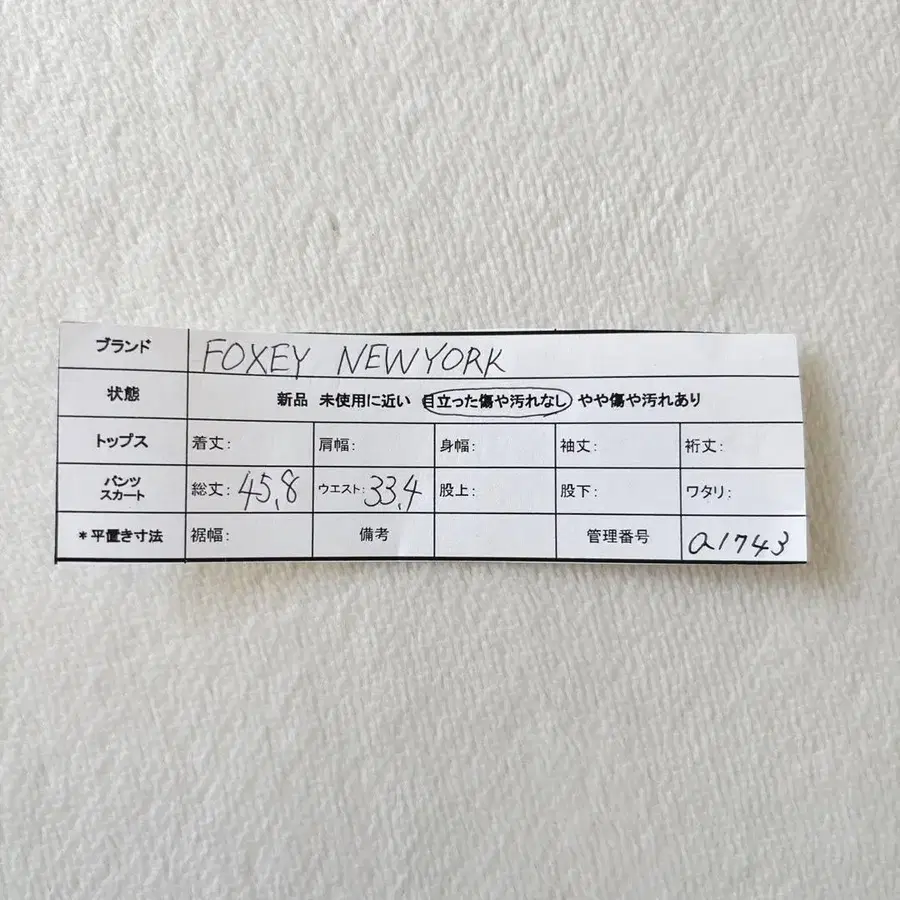 ブランド FOXEY NEWYORK
状態 新品 未使用に近い 目立った傷や汚れなし やや傷や汚れあり
トップス 着丈: 肩幅: 身幅: 袖丈: 裄丈:
パンツ スカート 総丈: 45,8 ウエスト: 33,4 股上: 股下: ワタリ:
*平置き寸法 裾幅: 備考 管理番号 a1743